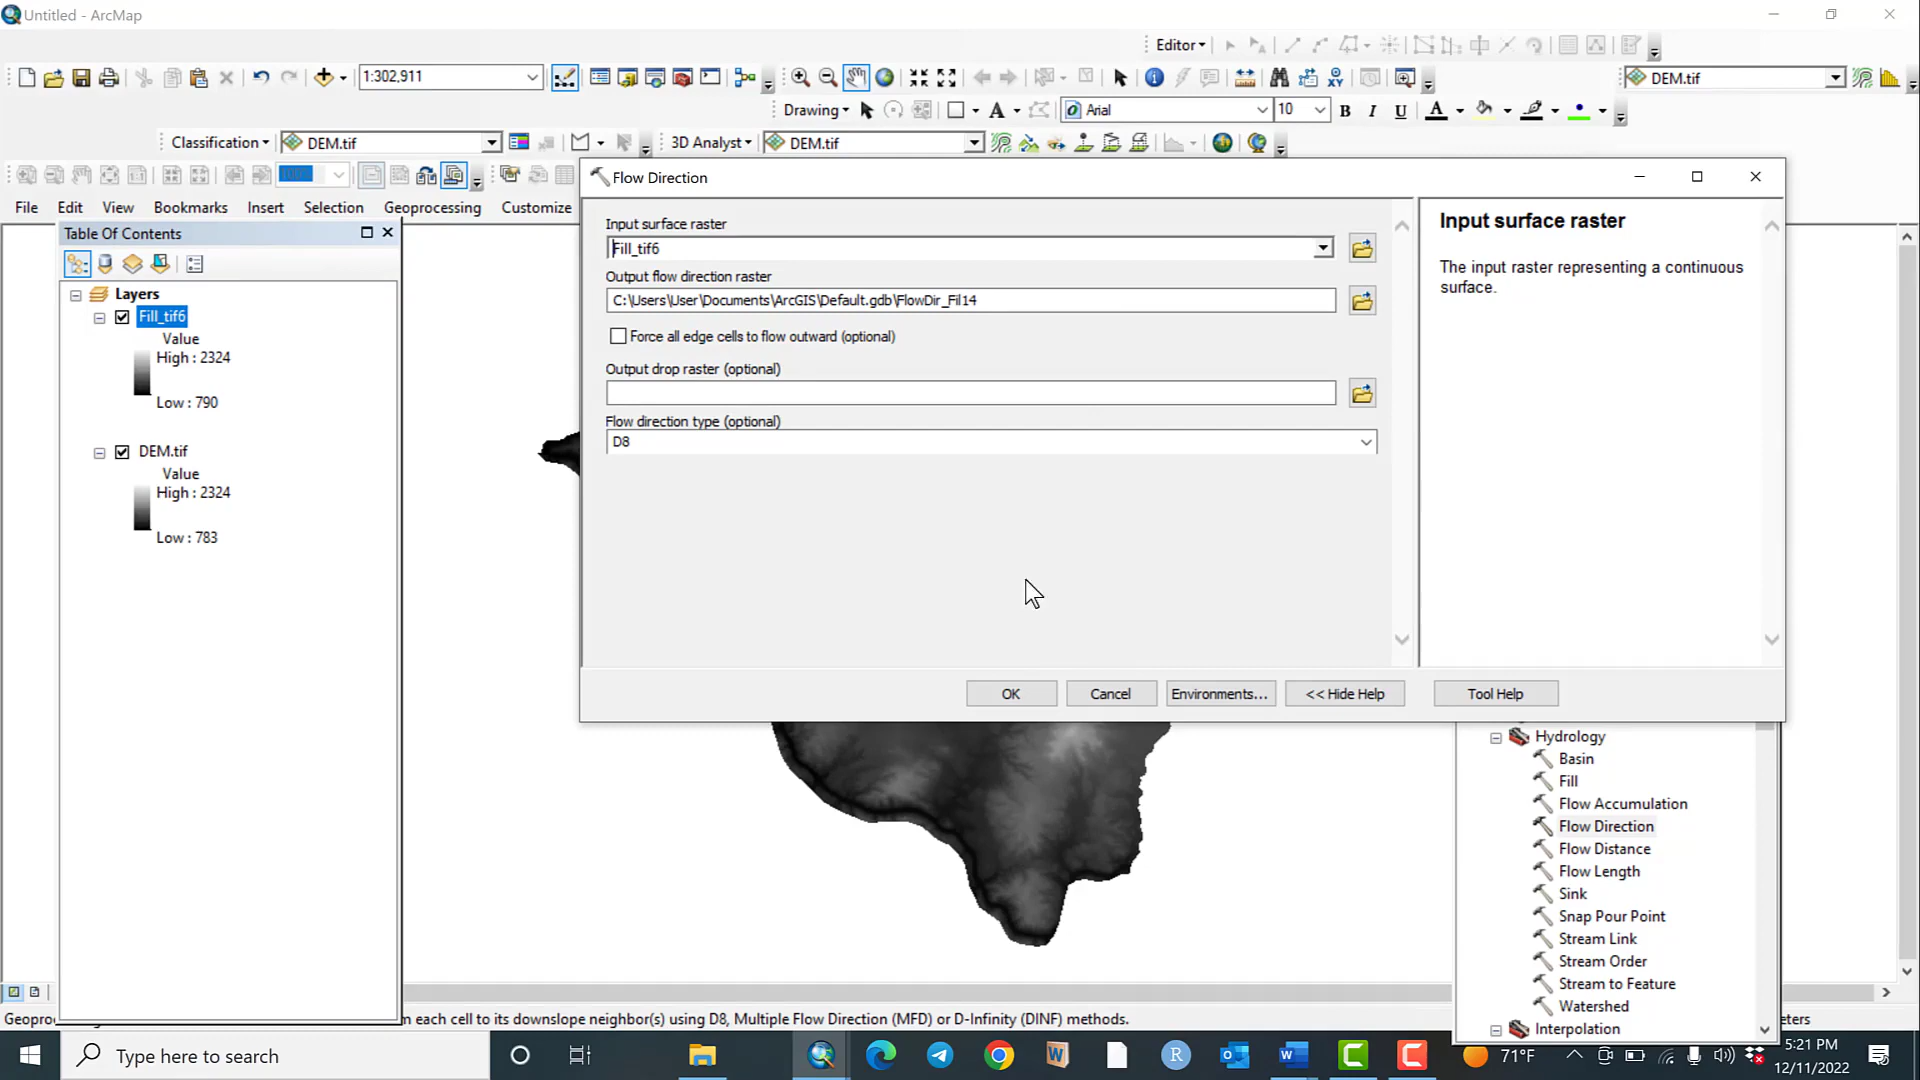 Untitled - ArcMap
Editor
1:302,911
DEM.tif
Drawing
Arial
10
B I U A
Classification
DEM.tif
3D Analyst
DEM.tif
File Edit View Bookmarks Insert Selection Geoprocessing Customize
Table Of Contents
Layers
Fill_tif6
Value
High : 2324
Low : 790
DEM.tif
Value
High : 2324
Low : 783
Flow Direction
Input surface raster
Fill_tif6
Output flow direction raster
C:\Users\User\Documents\ArcGIS\Default.gdb\FlowDir_Fil14
Force all edge cells to flow outward (optional)
Output drop raster (optional)
Flow direction type (optional)
D8
OK
Cancel
Environments...
<< Hide Help
Tool Help
Input surface raster
The input raster representing a continuous
surface.
Hydrology
Basin
Fill
Flow Accumulation
Flow Direction
Flow Distance
Flow Length
Sink
Snap Pour Point
Stream Link
Stream Order
Stream to Feature
Watershed
Interpolation
Geopro
m each cell to its downslope neighbor(s) using D8, Multiple Flow Direction (MFD) or D-Infinity (DINF) methods.
eters
Type here to search
71°F
5:21 PM
12/11/2022